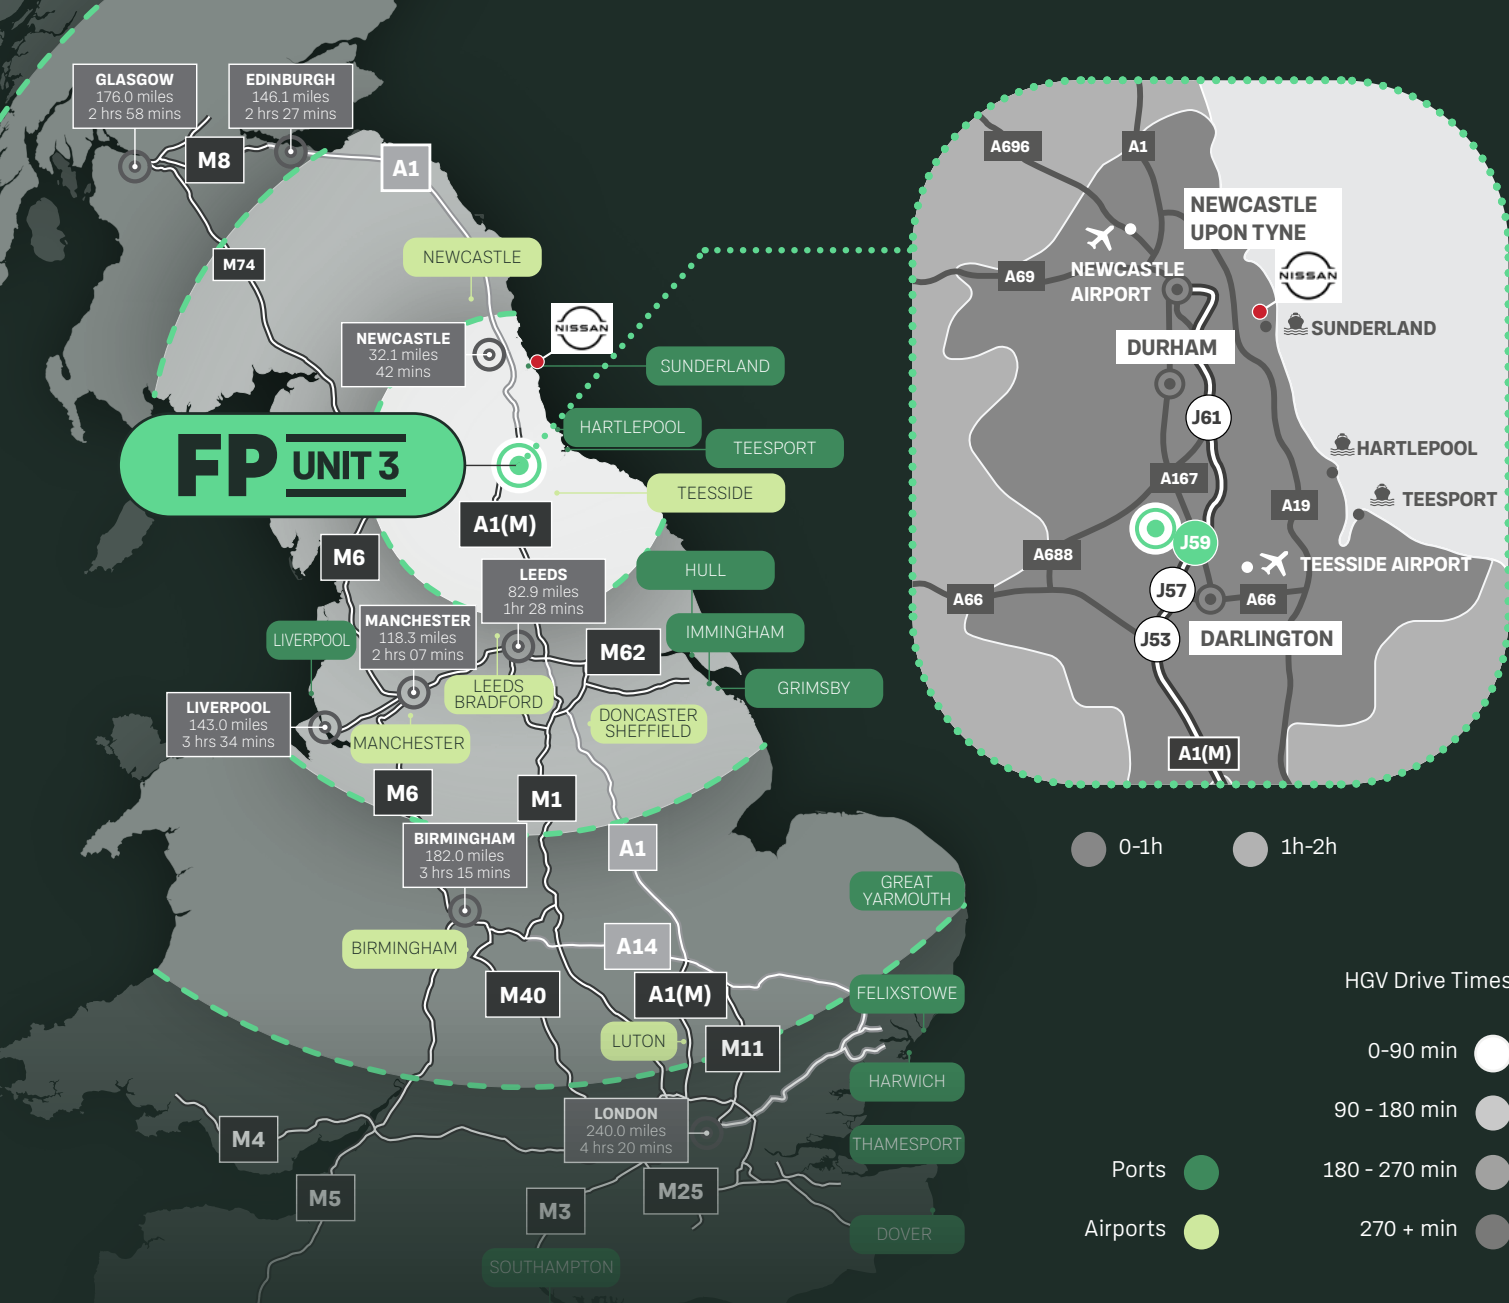 GLASGOW
176.0 miles
2 hrs 58 mins
EDINBURGH
146.1 miles
2 hrs 27 mins
M8
A1
M74
NEWCASTLE
NEWCASTLE
32.1 miles
42 mins
NISSAN
SUNDERLAND
HARTLEPOOL
TEESPORT
TEESSIDE
FP UNIT 3
A1(M)
M6
LEEDS
82.9 miles
1hr 28 mins
HULL
MANCHESTER
118.3 miles
2 hrs 07 mins
LIVERPOOL
IMMINGHAM
M62
LEEDS
BRADFORD
GRIMSBY
LIVERPOOL
143.0 miles
3 hrs 34 mins
DONCASTER
SHEFFIELD
MANCHESTER
M6
M1
BIRMINGHAM
182.0 miles
3 hrs 15 mins
A1
GREAT
YARMOUTH
BIRMINGHAM
A14
M40
A1(M)
FELIXSTOWE
LUTON
M11
HARWICH
LONDON
240.0 miles
4 hrs 20 mins
M4
THAMESPORT
M5
M3
M25
DOVER
SOUTHAMPTON
A696
A1
NEWCASTLE
UPON TYNE
A69
NEWCASTLE
AIRPORT
NISSAN
SUNDERLAND
DURHAM
J61
HARTLEPOOL
A167
TEESPORT
A19
J59
A688
TEESSIDE AIRPORT
J57
A66
A66
J53
DARLINGTON
A1(M)
0-1h
1h-2h
HGV Drive Times
0-90 min
90 - 180 min
Ports
180 - 270 min
Airports
270 + min